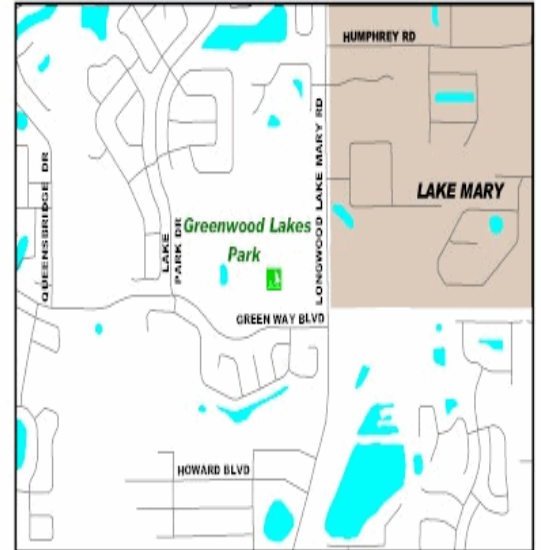 HUMPHREY RD
LONGWOOD LAKE MARY RD
QUEENSBRIDGE DR
LAKE MARY
LAKE
PARK DR
Greenwood Lakes
Park
GREEN WAY BLVD
HOWARD BLVD